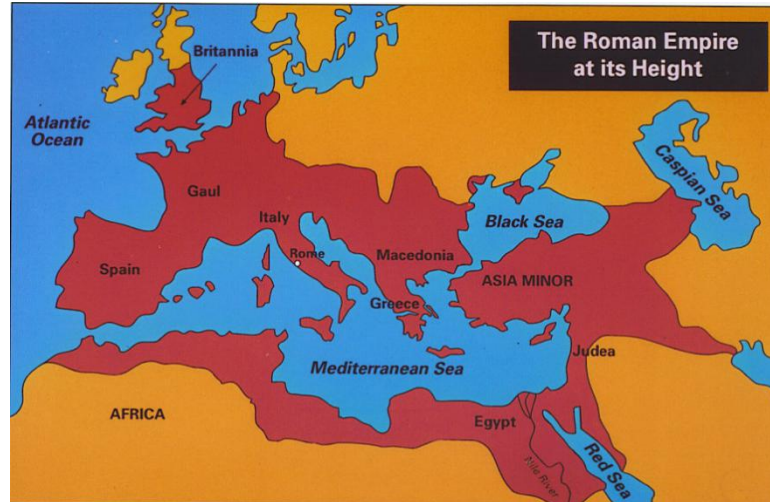 The Roman Empire
at its Height
Britannia
Atlantic
Ocean
Caspian Sea
Gaul
Italy
Black Sea
Rome
Macedonia
Spain
ASIA MINOR
Greece
Judea
Mediterranean Sea
AFRICA
Egypt
Nile River
Red Sea